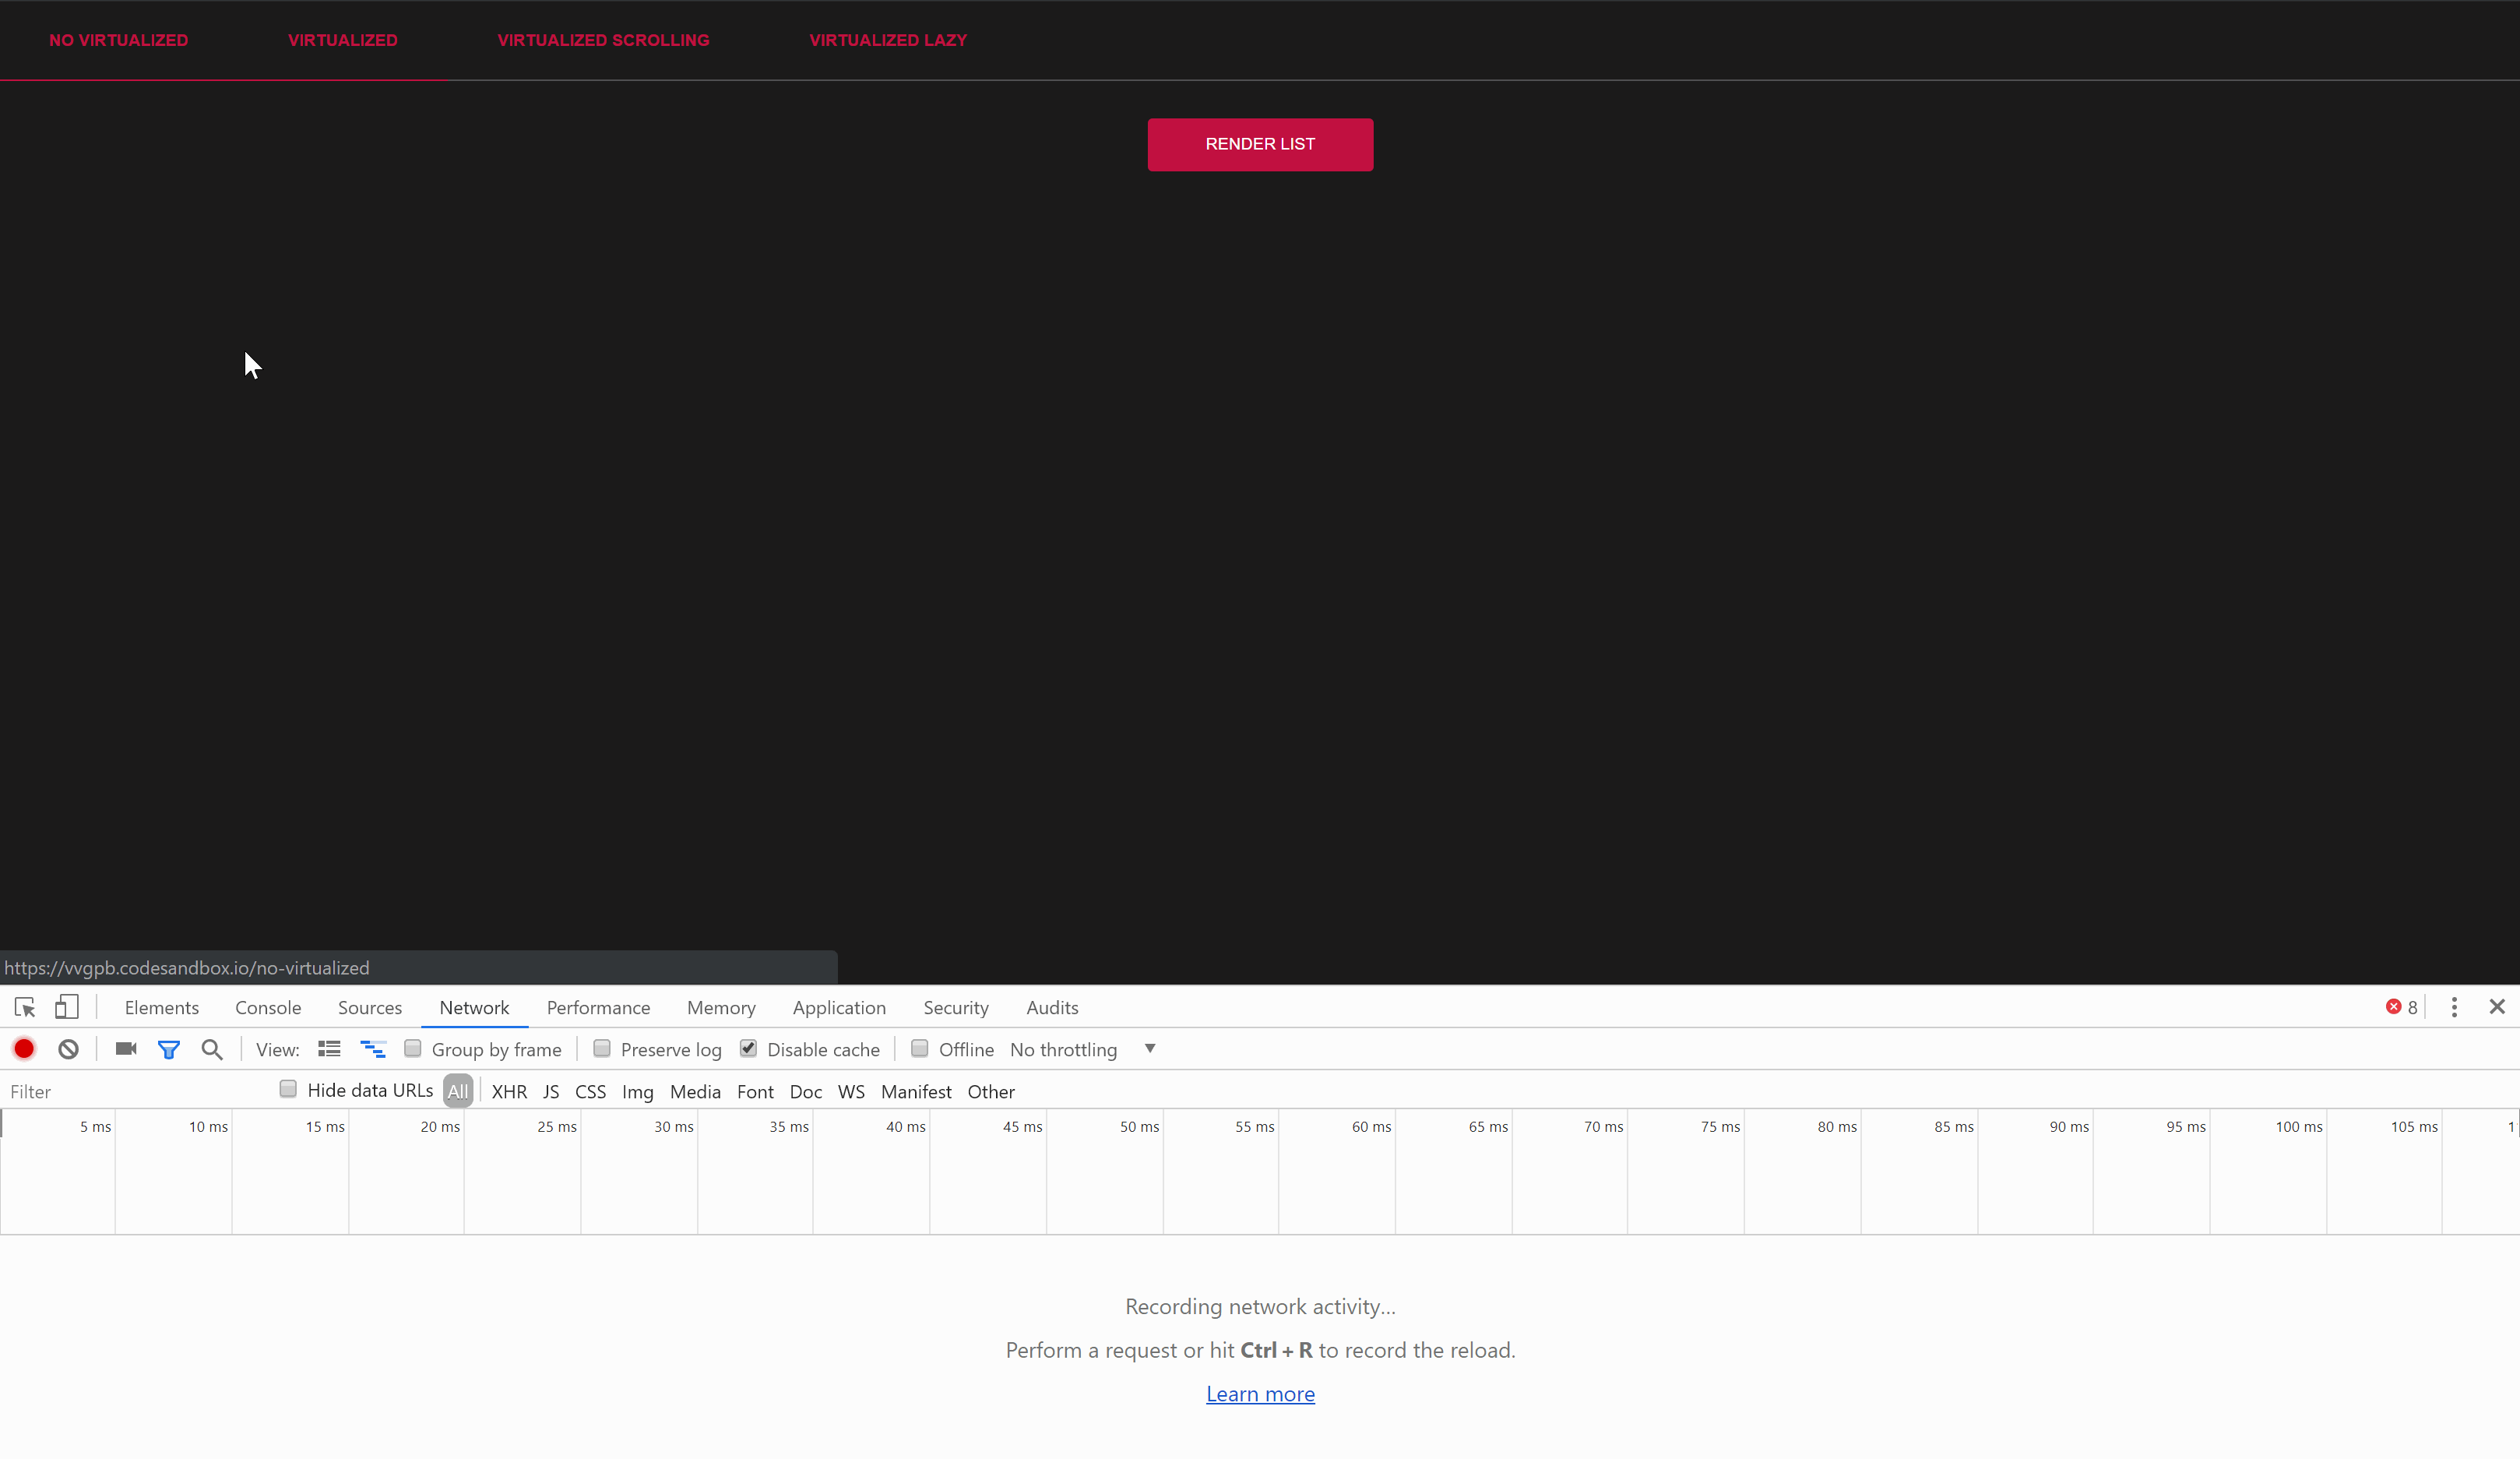 NO VIRTUALIZED VIRTUALIZED VIRTUALIZED SCROLLING VIRTUALIZED LAZY
RENDER LIST
https://vvgpb.codesandbox.io/no-virtualized
Elements Console Sources Network Performance Memory Application Security Audits 8
View: Group by frame Preserve log Disable cache Offline No throttling
Filter Hide data URLs All XHR JS CSS Img Media Font Doc WS Manifest Other
5 ms 10 ms 15 ms 20 ms 25 ms 30 ms 35 ms 40 ms 45 ms 50 ms 55 ms 60 ms 65 ms 70 ms 75 ms 80 ms 85 ms 90 ms 95 ms 100 ms 105 ms 1
Recording network activity...
Perform a request or hit Ctrl + R to record the reload.
Learn more